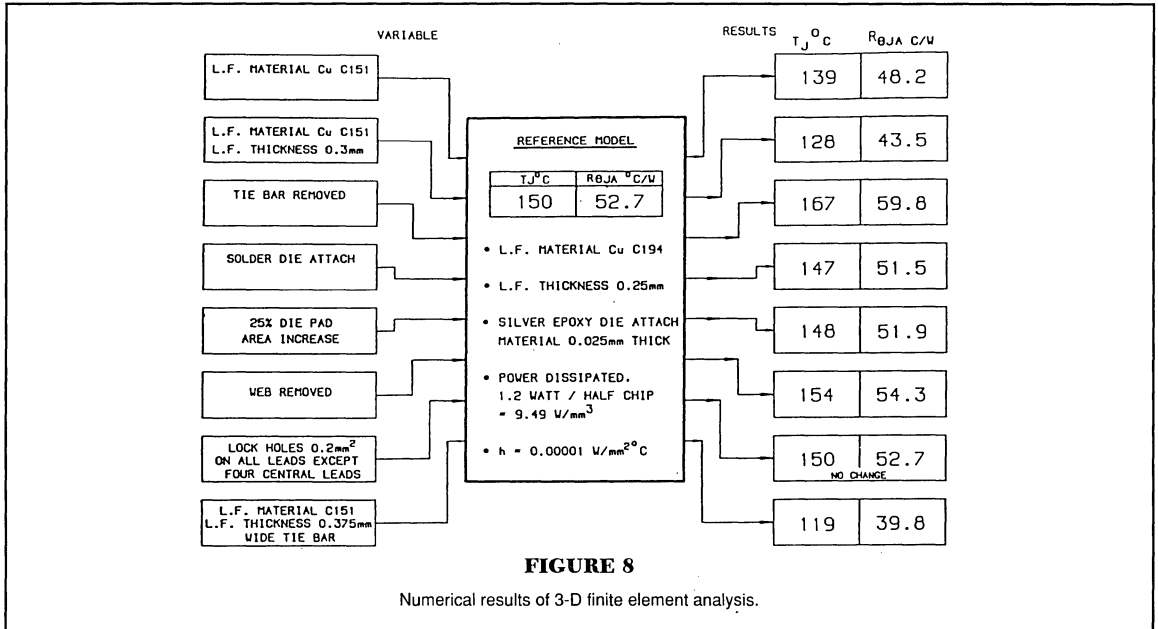 VARIABLE
RESULTS
T_J °C
R_θJA C/W
L.F. MATERIAL Cu C151
L.F. MATERIAL Cu C151
L.F. THICKNESS 0.3mm
TIE BAR REMOVED
SOLDER DIE ATTACH
25% DIE PAD
AREA INCREASE
WEB REMOVED
LOCK HOLES 0.2mm²
ON ALL LEADS EXCEPT
FOUR CENTRAL LEADS
L.F. MATERIAL C151
L.F. THICKNESS 0.375mm
WIDE TIE BAR
REFERENCE MODEL
TJ°C RθJA °C/W
150 52.7
• L.F. MATERIAL Cu C194
• L.F. THICKNESS 0.25mm
• SILVER EPOXY DIE ATTACH
MATERIAL 0.025mm THICK
• POWER DISSIPATED.
1.2 WATT / HALF CHIP
= 9.49 W/mm³
• h = 0.00001 W/mm²°C
139 48.2
128 43.5
167 59.8
147 51.5
148 51.9
154 54.3
150 52.7
NO CHANGE
119 39.8
FIGURE 8
Numerical results of 3-D finite element analysis.